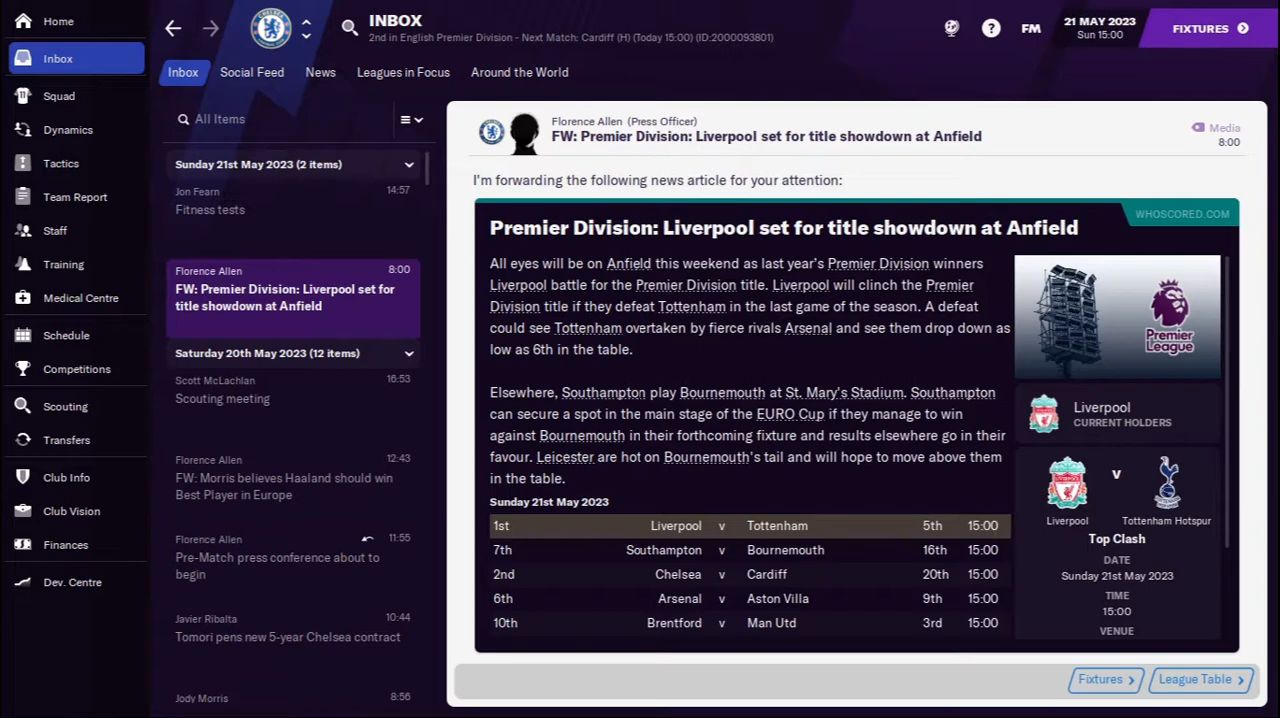 Home
Inbox
Squad
Dynamics
Tactics
Team Report
Staff
Training
Medical Centre
Schedule
Competitions
Scouting
Transfers
Club Info
Club Vision
Finances
Dev. Centre
INBOX
2nd in English Premier Division - Next Match: Cardiff (H) (Today 15:00) (ID:2000093801)
?
FM
21 MAY 2023
Sun 15:00
FIXTURES
Inbox Social Feed News Leagues in Focus Around the World
All Items
Sunday 21st May 2023 (2 items)
Jon Fearn 14:57
Fitness tests
Florence Allen 8:00
FW: Premier Division: Liverpool set for
title showdown at Anfield
Saturday 20th May 2023 (12 items)
Scott McLachlan 16:53
Scouting meeting
Florence Allen 12:43
FW: Morris believes Haaland should win
Best Player in Europe
Florence Allen 11:55
Pre-Match press conference about to
begin
Javier Ribalta 10:44
Tomori pens new 5-year Chelsea contract
Jody Morris 8:56
Florence Allen (Press Officer)
FW: Premier Division: Liverpool set for title showdown at Anfield
Media
8:00
I'm forwarding the following news article for your attention:
WHOSCORED.COM
Premier Division: Liverpool set for title showdown at Anfield
All eyes will be on Anfield this weekend as last year's Premier Division winners
Liverpool battle for the Premier Division title. Liverpool will clinch the Premier
Division title if they defeat Tottenham in the last game of the season. A defeat
could see Tottenham overtaken by fierce rivals Arsenal and see them drop down as
low as 6th in the table.
Elsewhere, Southampton play Bournemouth at St. Mary's Stadium. Southampton
can secure a spot in the main stage of the EURO Cup if they manage to win
against Bournemouth in their forthcoming fixture and results elsewhere go in their
favour. Leicester are hot on Bournemouth's tail and will hope to move above them
in the table.
Sunday 21st May 2023
1st Liverpool v Tottenham 5th 15:00
7th Southampton v Bournemouth 16th 15:00
2nd Chelsea v Cardiff 20th 15:00
6th Arsenal v Aston Villa 9th 15:00
10th Brentford v Man Utd 3rd 15:00
Premier
League
Liverpool
CURRENT HOLDERS
v
Liverpool Tottenham Hotspur
Top Clash
DATE
Sunday 21st May 2023
TIME
15:00
VENUE
Fixtures
League Table